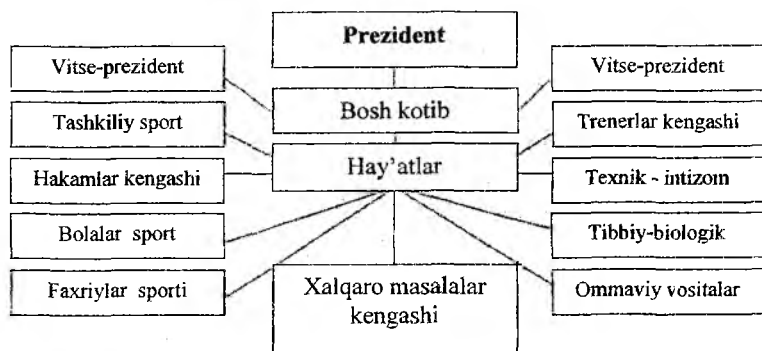 Prezident
Vitse-prezident
Vitse-prezident
Bosh kotib
Tashkiliy sport
Trenerlar kengashi
Hay'atlar
Hakamlar kengashi
Texnik - intizom
Bolalar sport
Tibbiy-biologik
Faxriylar sporti
Xalqaro masalalar
kengashi
Ommaviy vositalar